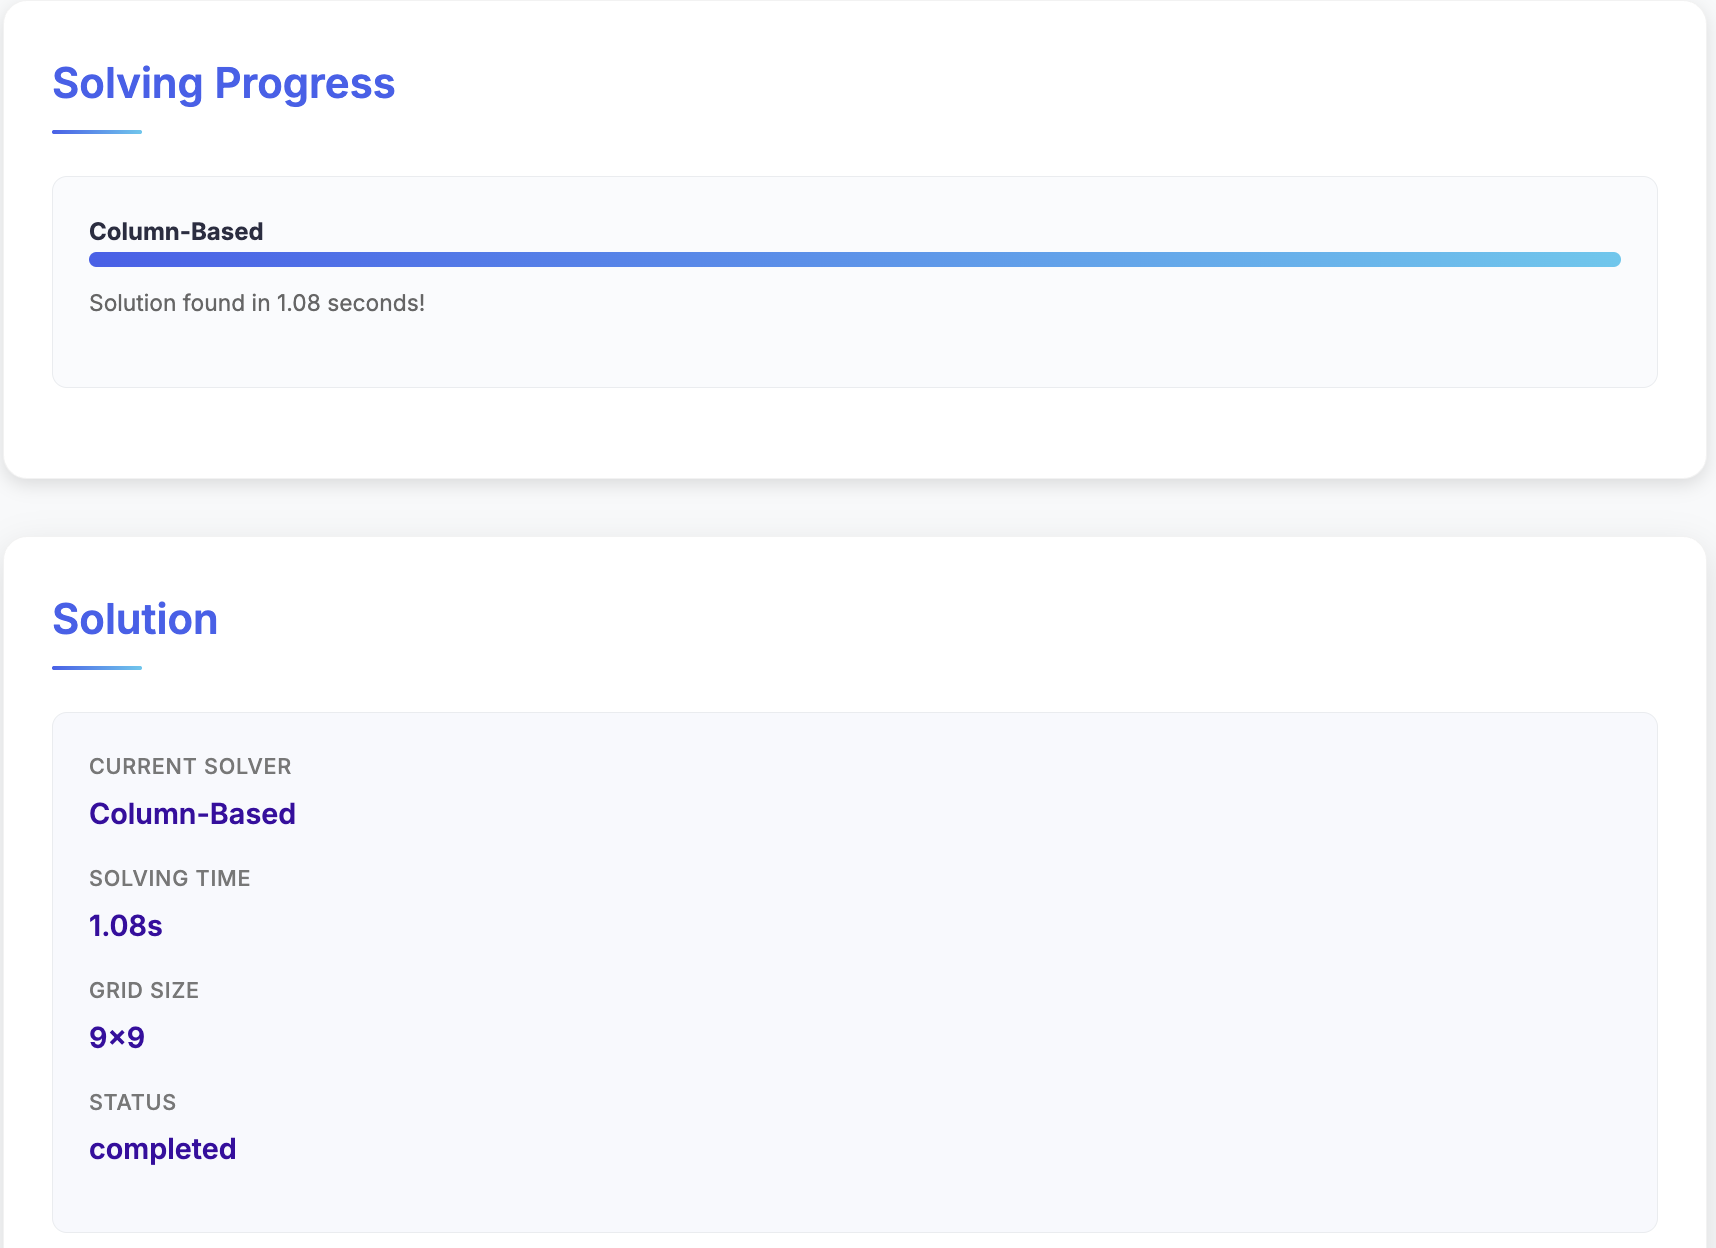 Solving Progress
Column-Based
Solution found in 1.08 seconds!
Solution
CURRENT SOLVER
Column-Based
SOLVING TIME
1.08s
GRID SIZE
9×9
STATUS
completed